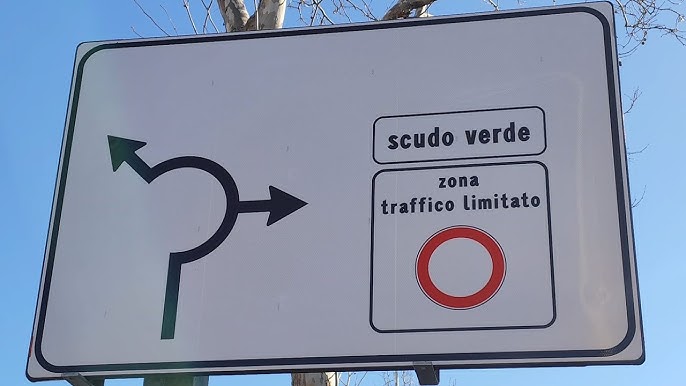 scudo verde
zona
traffico limitato